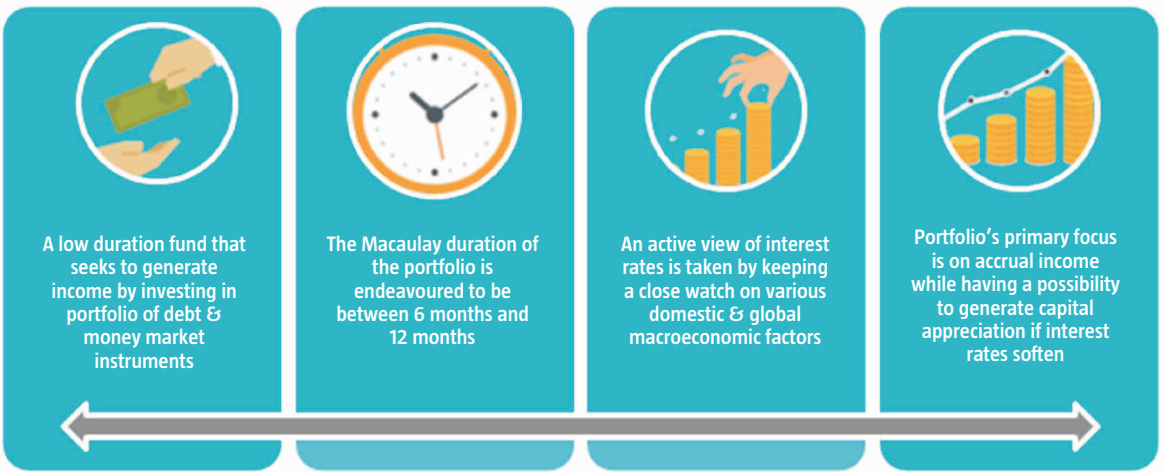 A low duration fund that
seeks to generate
income by investing in
portfolio of debt &
money market
instruments
The Macaulay duration of
the portfolio is
endeavoured to be
between 6 months and
12 months
An active view of interest
rates is taken by keeping
a close watch on various
domestic & global
macroeconomic factors
Portfolio’s primary focus
is on accrual income
while having a possibility
to generate capital
appreciation if interest
rates soften